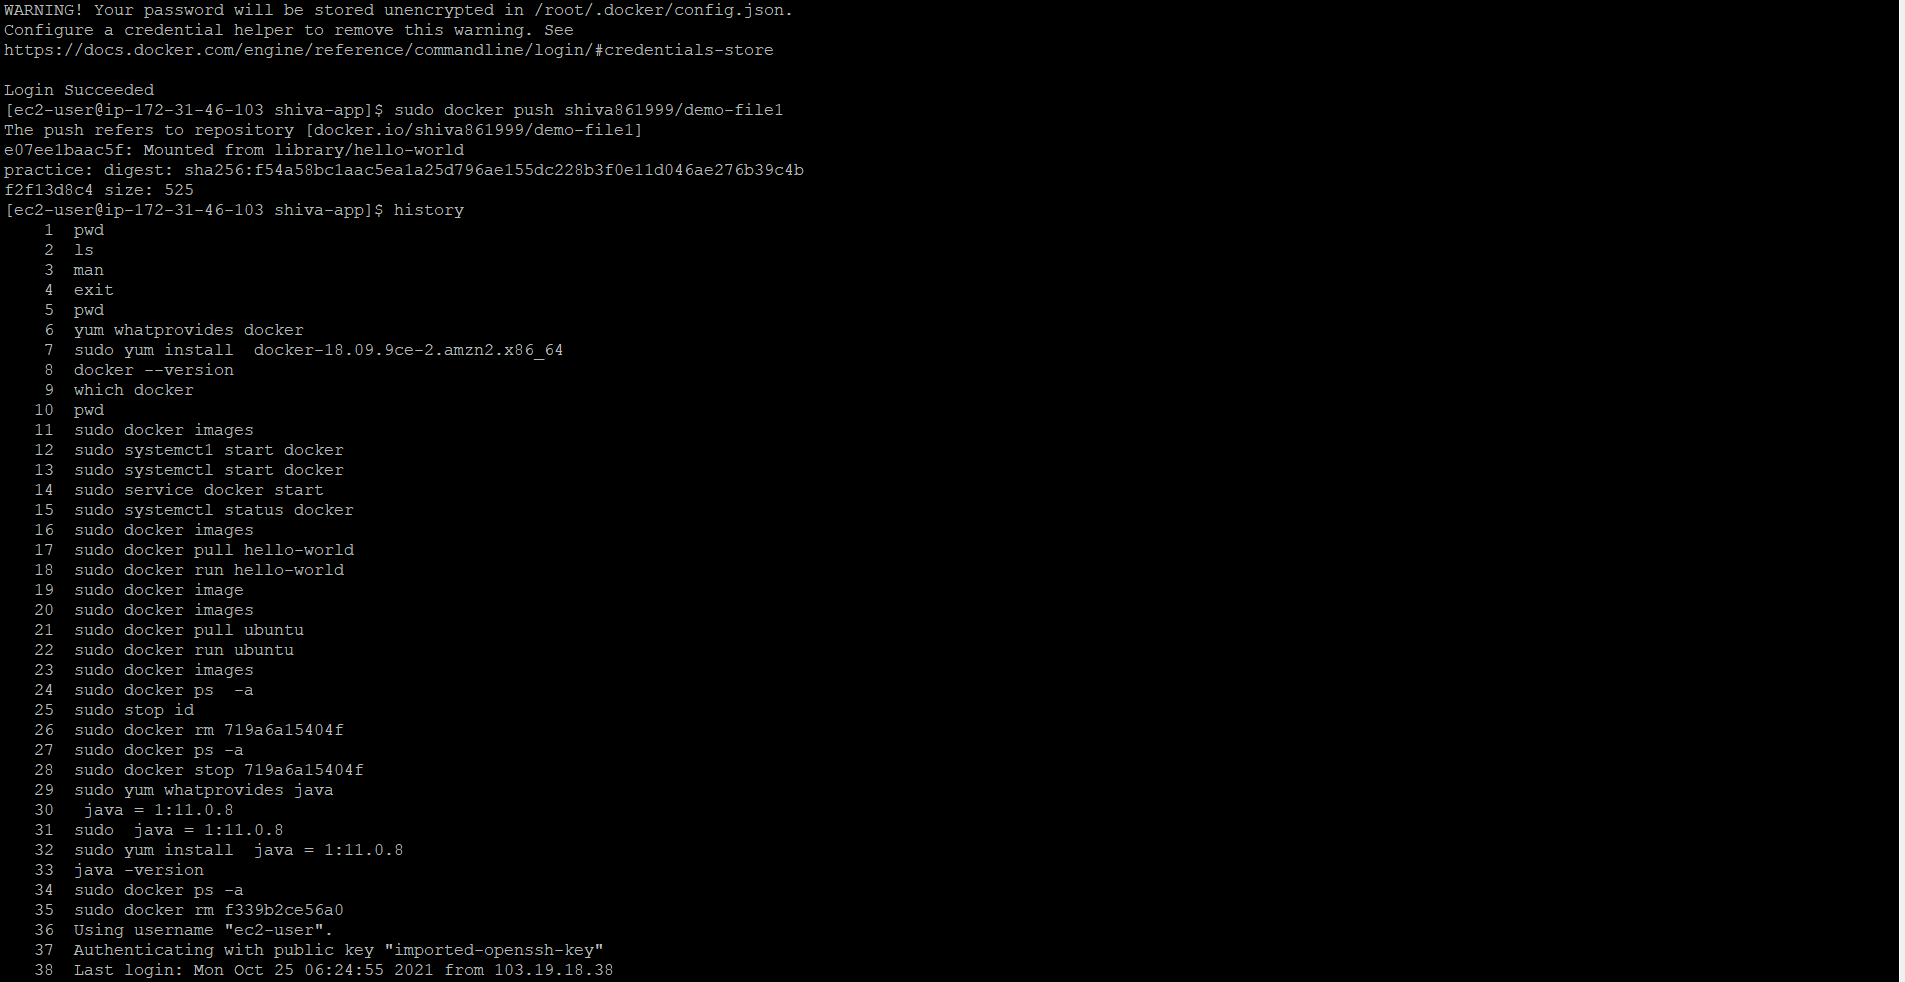 WARNING! Your password will be stored unencrypted in /root/.docker/config.json.
Configure a credential helper to remove this warning. See
https://docs.docker.com/engine/reference/commandline/login/#credentials-store

Login Succeeded
[ec2-user@ip-172-31-46-103 shiva-app]$ sudo docker push shiva861999/demo-file1
The push refers to repository [docker.io/shiva861999/demo-file1]
e07ee1baac5f: Mounted from library/hello-world
practice: digest: sha256:f54a58bc1aac5ea1a25d796ae155dc228b3f0e11d046ae276b39c4b
f2f13d8c4 size: 525
[ec2-user@ip-172-31-46-103 shiva-app]$ history
    1  pwd
    2  ls
    3  man
    4  exit
    5  pwd
    6  yum whatprovides docker
    7  sudo yum install  docker-18.09.9ce-2.amzn2.x86_64
    8  docker --version
    9  which docker
   10  pwd
   11  sudo docker images
   12  sudo systemct1 start docker
   13  sudo systemctl start docker
   14  sudo service docker start
   15  sudo systemctl status docker
   16  sudo docker images
   17  sudo docker pull hello-world
   18  sudo docker run hello-world
   19  sudo docker image
   20  sudo docker images
   21  sudo docker pull ubuntu
   22  sudo docker run ubuntu
   23  sudo docker images
   24  sudo docker ps  -a
   25  sudo stop id
   26  sudo docker rm 719a6a15404f
   27  sudo docker ps -a
   28  sudo docker stop 719a6a15404f
   29  sudo yum whatprovides java
   30   java = 1:11.0.8
   31  sudo  java = 1:11.0.8
   32  sudo yum install  java = 1:11.0.8
   33  java -version
   34  sudo docker ps -a
   35  sudo docker rm f339b2ce56a0
   36  Using username "ec2-user".
   37  Authenticating with public key "imported-openssh-key"
   38  Last login: Mon Oct 25 06:24:55 2021 from 103.19.18.38